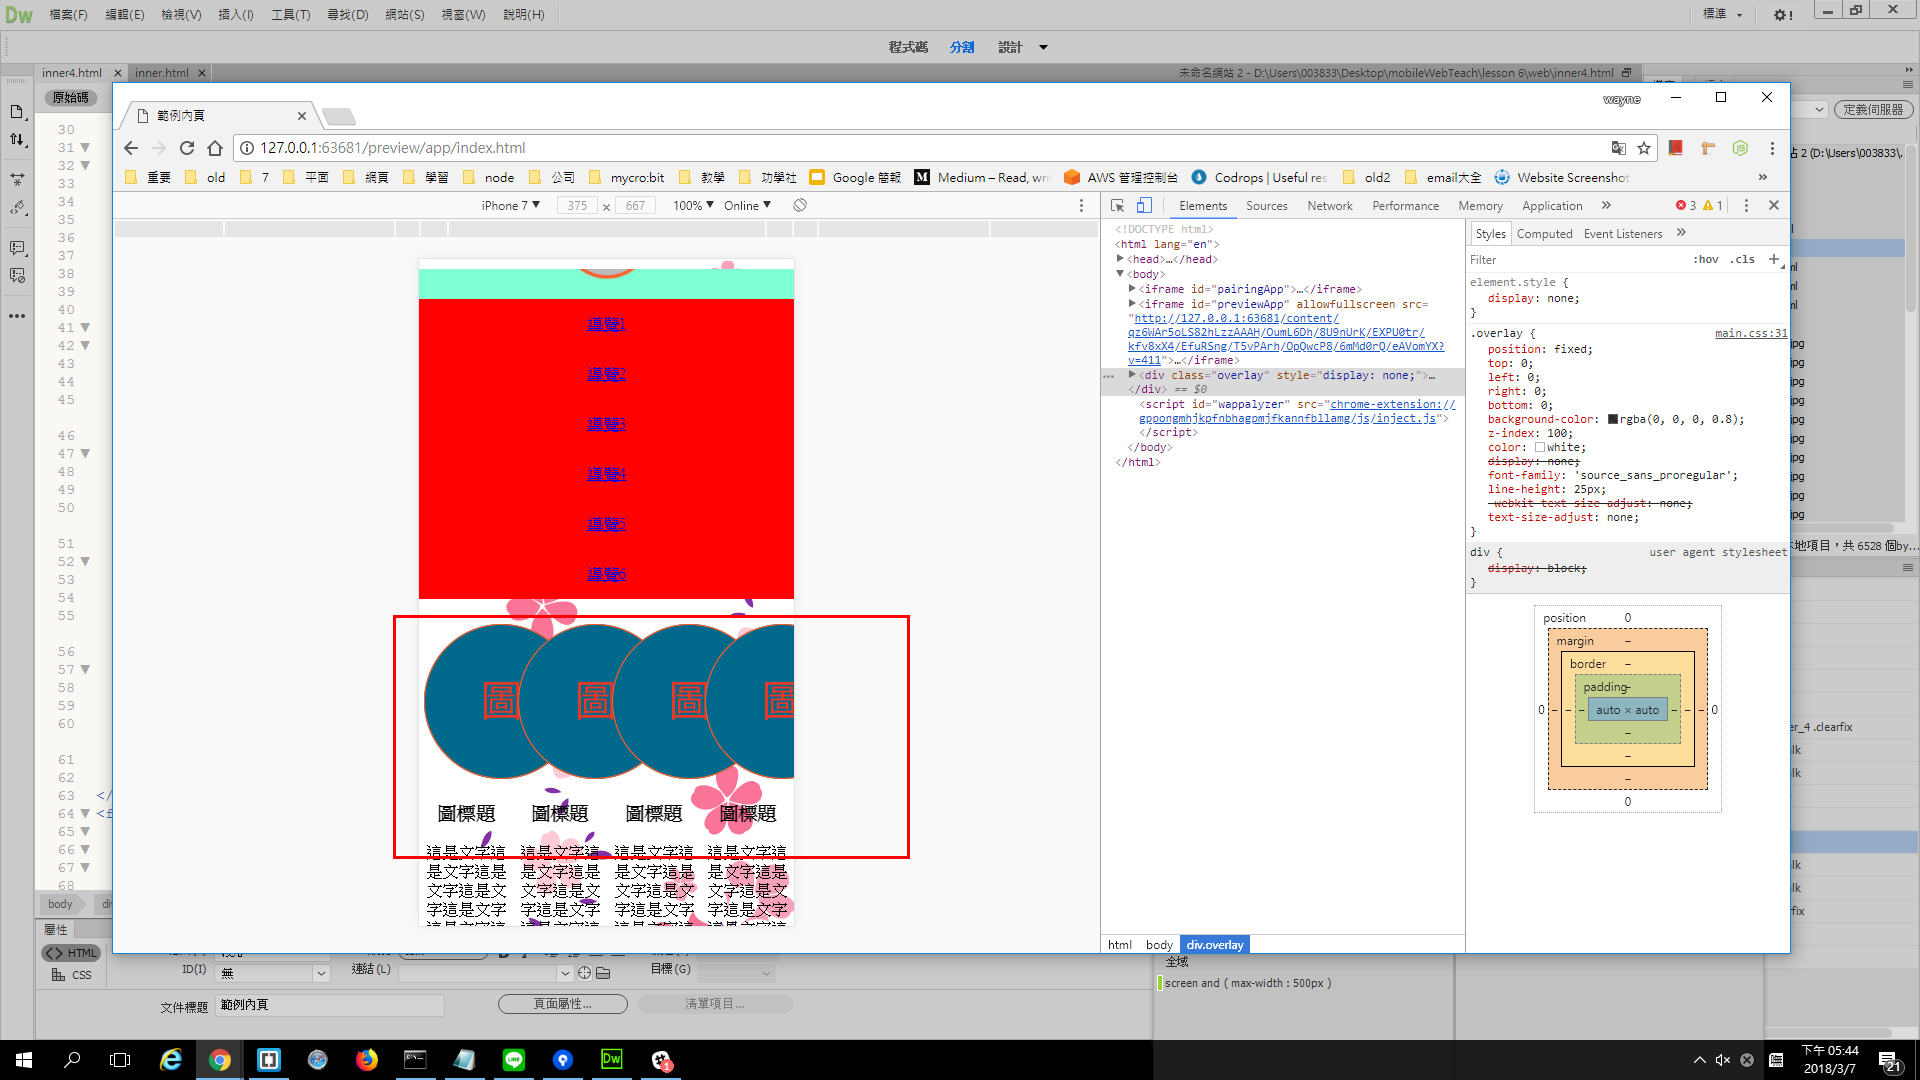 Dw 檔案(F) 編輯(E) 檢視(V) 插入(I) 工具(T) 尋找(D) 網站(S) 視窗(W) 說明(H) 標準
程式碼 分割 設計
inner4.html × inner.html × 未命名網站 2 - D:\Users\003833\Desktop\mobileWebTeach\lesson 6\web\inner4.html
原始碼 定義伺服器
wayne
範例內頁
127.0.0.1:63681/preview/app/index.html
重要 old 7 平面 網頁 學習 node 公司 mycro:bit 教學 功學社 Google 簡報 Medium – Read, wri AWS 管理控制台 Codrops | Useful res old2 email大全 Website Screenshot »
iPhone 7 375 × 667 100% Online
Elements Sources Network Performance Memory Application » 3 1
30
31
32
33
34
35
36
37
38
39
40
41
42
43
44
45
46
47
48
49
50
51
52
53
54
55
56
57
58
59
60
61
62
63 </
64 <f
65
66
67
68
導覽1
導覽2
導覽3
導覽4
導覽5
導覽6
圖 圖 圖 圖
圖標題 圖標題 圖標題 圖標題
這是文字這 這是文字這 這是文字這 這是文字這
是文字這是 是文字這是 是文字這是 是文字這是
文字這是文 文字這是文 文字這是文 文字這是文
字這是文字 字這是文字 字這是文字 字這是文字
<!DOCTYPE html>
<html lang="en">
<head>…</head>
<body>
<iframe id="pairingApp">…</iframe>
<iframe id="previewApp" allowfullscreen src=
"http://127.0.0.1:63681/content/
qz6WAr5oLS82hLzzAAAH/OumL6Dh/8U9nUrK/EXPU0tr/
kfv8xX4/EfuRSng/T5vPArh/OpQwcP8/6mMd0rQ/eAVomYX?
v=411">…</iframe>
<div class="overlay" style="display: none;">…
</div> == $0
<script id="wappalyzer" src="chrome-extension://
gppongmhjkpfnbhagpmjfkannfbllamg/js/inject.js">
</script>
</body>
</html>
html body div.overlay
Styles Computed Event Listeners »
Filter :hov .cls +
element.style {
display: none;
}
.overlay { main.css:31
position: fixed;
top: 0;
left: 0;
right: 0;
bottom: 0;
background-color: rgba(0, 0, 0, 0.8);
z-index: 100;
color: white;
display: none;
font-family: 'source_sans_proregular';
line-height: 25px;
-webkit-text-size-adjust: none;
text-size-adjust: none;
}
div { user agent stylesheet
display: block;
}
position 0
margin –
border –
padding –
0 – – – auto × auto – – – 0
–
–
–
0
2 (D:\Users\003833\
共 6528 個by...
er_4 .clearfix
body
屬性
HTML
CSS
ID(I) 無 連結(L) 目標(G)
文件標題 範例內頁 頁面屬性... 清單項目...
全域
screen and ( max-width : 500px )
下午 05:44
2018/3/7
21